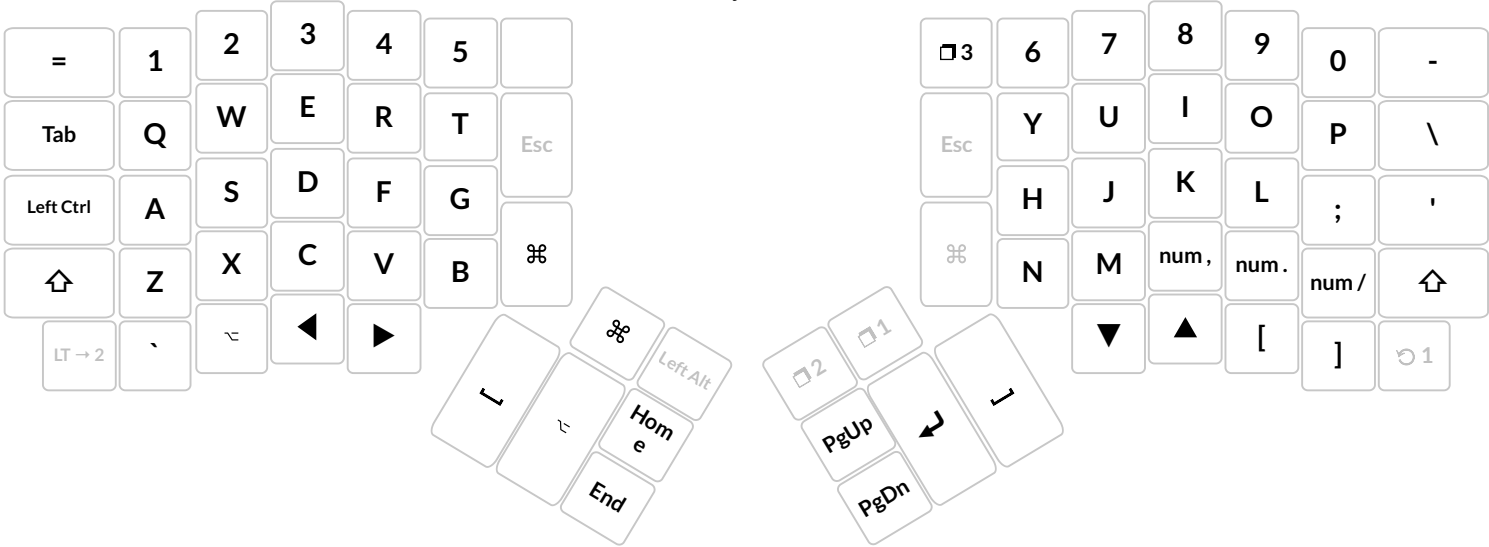 = 1 2 3 4 5
❐ 3 6 7 8 9 0 -
Tab Q W E R T Esc
Esc Y U I O P \
Left Ctrl A S D F G
H J K L ; '
⇧ Z X C V B ⌘
⌘ N M num , num . num / ⇧
LT → 2 ` ⌥ ◀ ▶
▼ ▲ [ ] ⟲ 1
⌘ Left Alt
⎵ ⌥ Hom
e
End
❐ 2 ❐ 1
PgUp ↵ ⎵
PgDn